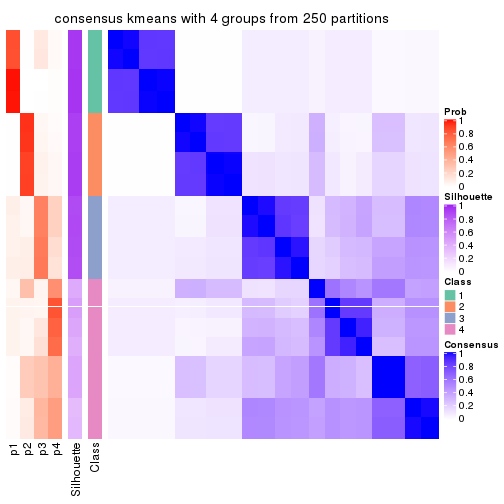 consensus kmeans with 4 groups from 250 partitions
Prob
1
0.8
0.6
0.4
0.2
0
Silhouette
1
0.8
0.6
0.4
0.2
0
Class
1
2
3
4
Consensus
1
0.8
0.6
0.4
0.2
0
p1
p2
p3
p4
Silhouette
Class